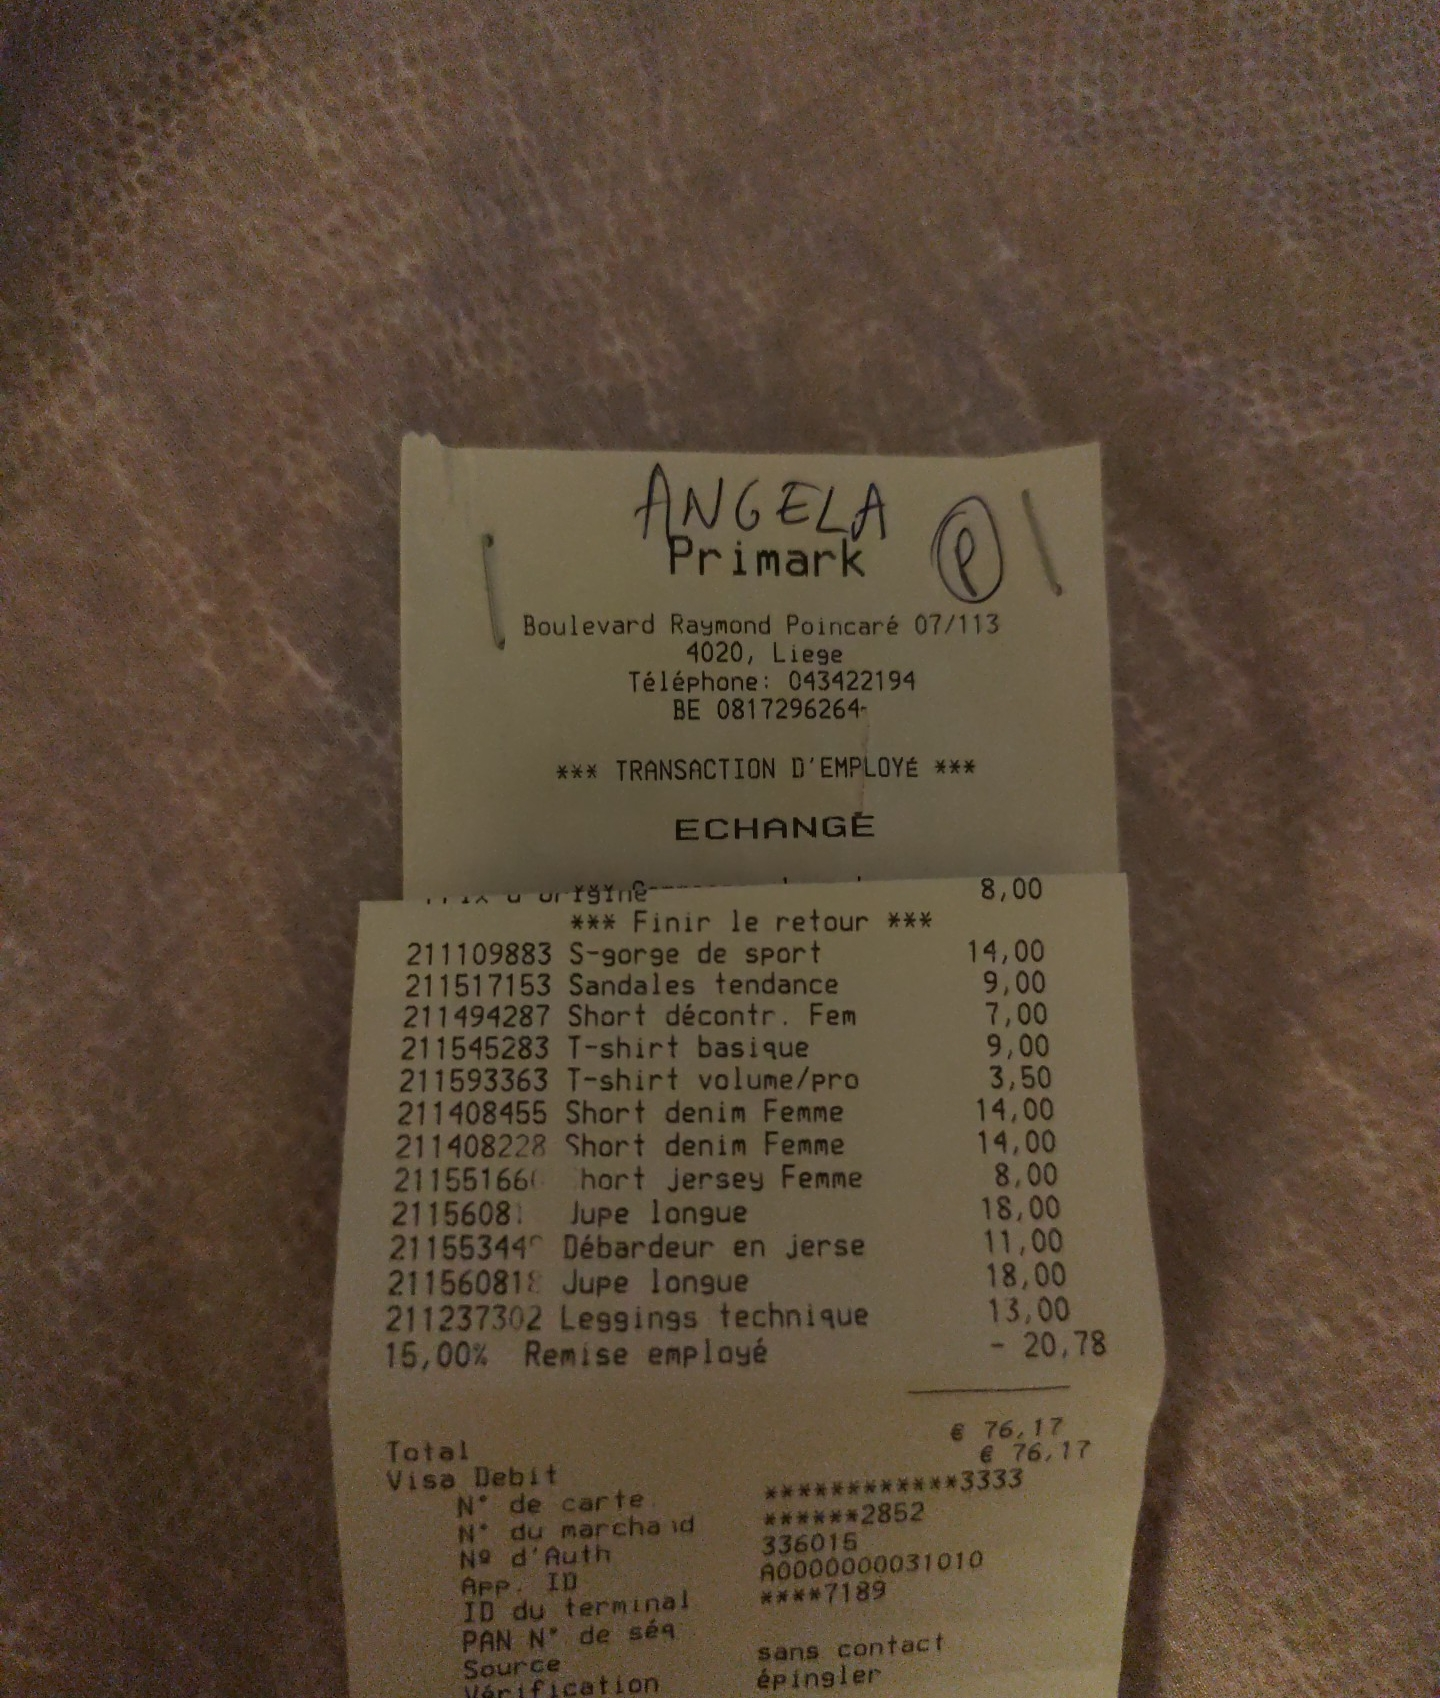 ANGELA
Primark
P
Boulevard Raymond Poincaré 07/113
4020, Liege
Téléphone: 043422194
BE 0817296264
*** TRANSACTION D'EMPLOYÉ ***
ECHANGE
8,00
*** Finir le retour ***
211109883 S-gorge de sport 14,00
211517153 Sandales tendance 9,00
211494287 Short décontr. Fem 7,00
211545283 T-shirt basique 9,00
211593363 T-shirt volume/pro 3,50
211408455 Short denim Femme 14,00
211408228 Short denim Femme 14,00
hort jersey Femme 8,00
Jupe longue 18,00
Débardeur en jerse 11,00
211560818 Jupe longue 18,00
211237302 Leggings technique 13,00
15,00% Remise employé - 20,78
Total € 76,17
Visa Debit € 76,17
N° de carte ************3333
N° du marchand ******2852
Nº d'Auth 336015
App. ID A0000000031010
ID du terminal ****7189
PAN N° de séq
Source sans contact
Vérification épingler